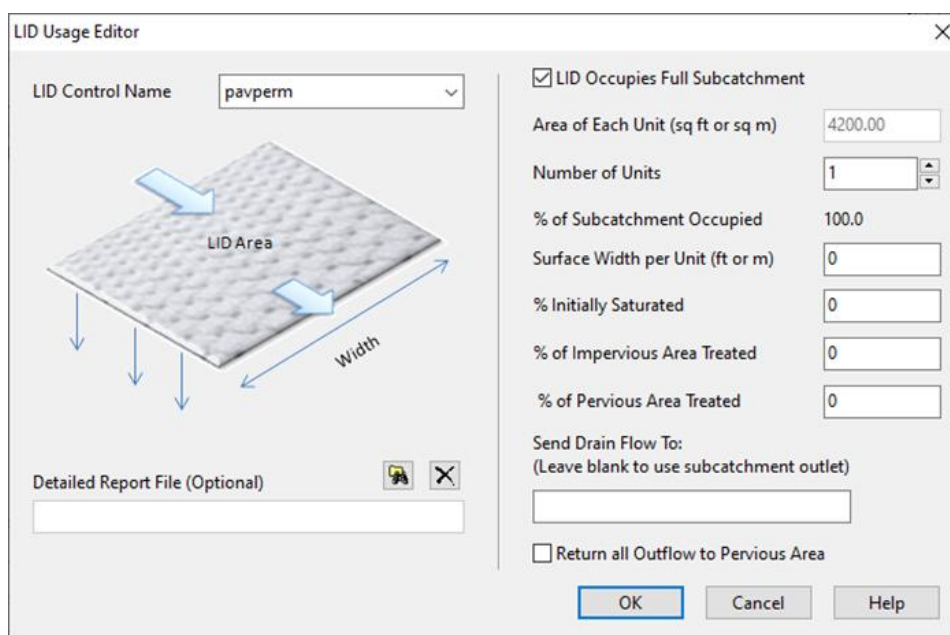 LID Usage Editor
LID Control Name
pavperm
LID Area
Width
Detailed Report File (Optional)
LID Occupies Full Subcatchment
Area of Each Unit (sq ft or sq m)
4200.00
Number of Units
1
% of Subcatchment Occupied
100.0
Surface Width per Unit (ft or m)
0
% Initially Saturated
0
% of Impervious Area Treated
0
% of Pervious Area Treated
0
Send Drain Flow To:
(Leave blank to use subcatchment outlet)
Return all Outflow to Pervious Area
OK
Cancel
Help